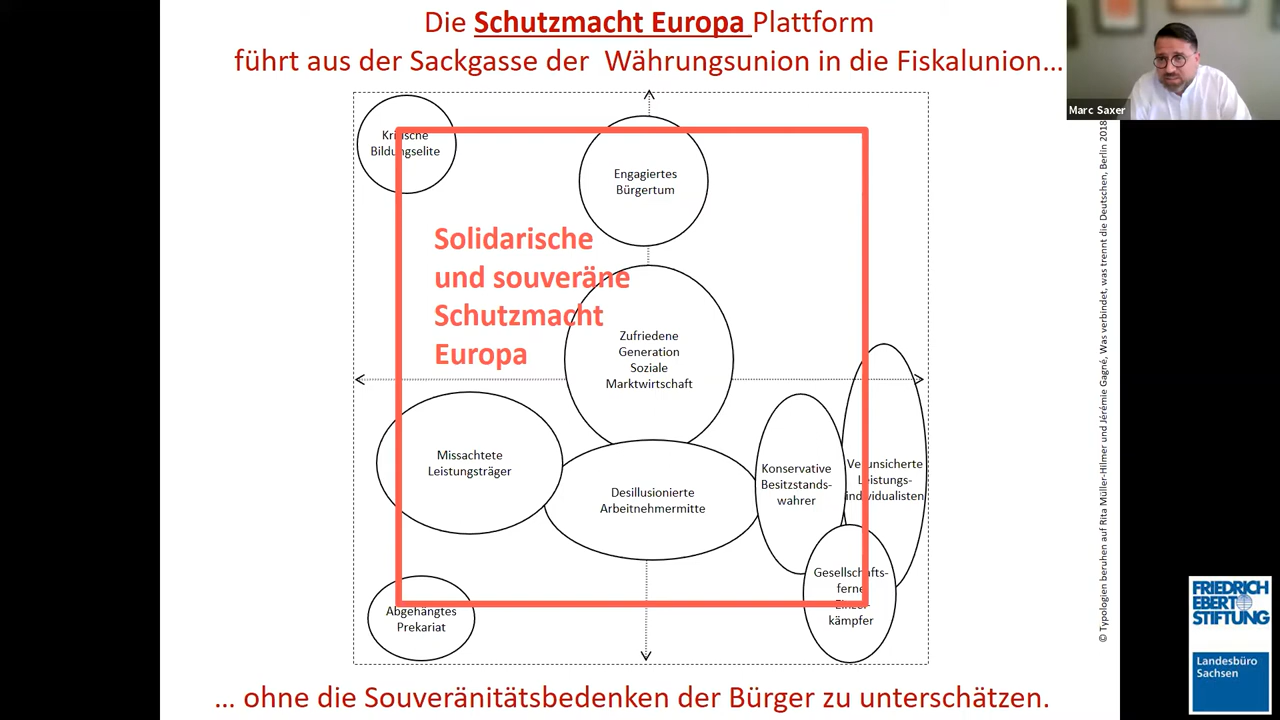 Die Schutzmacht Europa Plattform
führt aus der Sackgasse der Währungsunion in die Fiskalunion...
Marc Saxer
Kritische
Bildungselite
Engagiertes
Bürgertum
Solidarische
und souveräne
Schutzmacht
Europa
Zufriedene
Generation
Soziale
Marktwirtschaft
Missachtete
Leistungsträger
Desillusionierte
Arbeitnehmermitte
Konservative
Besitzstands-
wahrer
Verunsicherte
Leistungs-
individualisten
Gesellschafts-
ferne
Einzel-
kämpfer
Abgehängtes
Prekariat
© Typologien beruhen auf Rita Müller-Hilmer und Jérémie Gagné, Was verbindet, was trennt die Deutschen, Berlin 2018
... ohne die Souveränitätsbedenken der Bürger zu unterschätzen.
FRIEDRICH
EBERT
STIFTUNG
Landesbüro
Sachsen